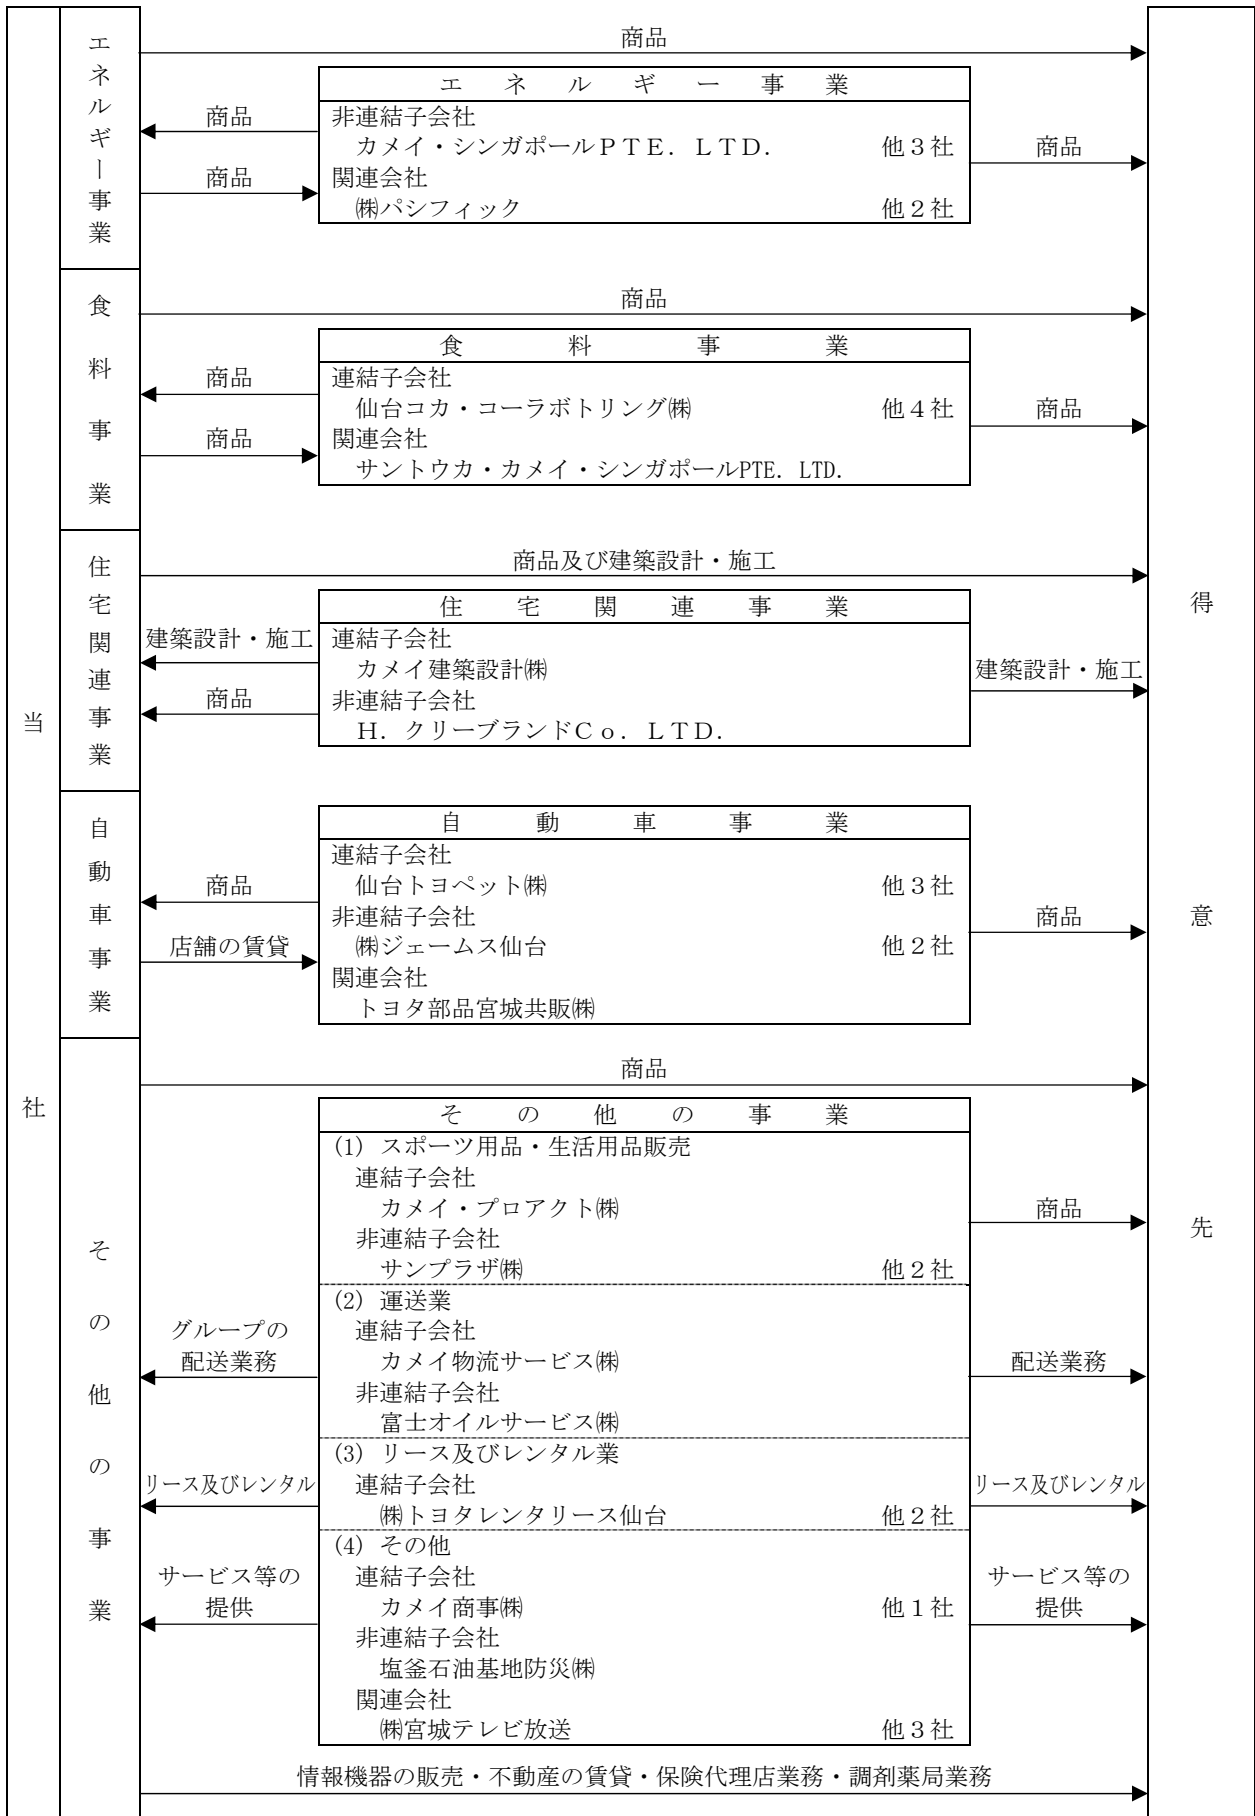 当社
得意先
エネルギー事業
商品
エネルギー事業
商品
非連結子会社
カメイ・シンガポールＰＴＥ．ＬＴＤ． 他３社
商品
商品
関連会社
㈱パシフィック 他２社
食料事業
商品
食料事業
商品
連結子会社
仙台コカ・コーラボトリング㈱ 他４社
商品
商品
関連会社
サントウカ・カメイ・シンガポールPTE. LTD.
住宅関連事業
商品及び建築設計・施工
住宅関連事業
建築設計・施工
連結子会社
カメイ建築設計㈱
建築設計・施工
商品
非連結子会社
Ｈ．クリーブランドＣｏ．ＬＴＤ．
自動車事業
自動車事業
連結子会社
商品
仙台トヨペット㈱ 他３社
非連結子会社
商品
店舗の賃貸
㈱ジェームス仙台 他２社
関連会社
トヨタ部品宮城共販㈱
その他の事業
商品
その他の事業
(1) スポーツ用品・生活用品販売
連結子会社
カメイ・プロアクト㈱
商品
非連結子会社
サンプラザ㈱ 他２社
(2) 運送業
グループの
配送業務
連結子会社
カメイ物流サービス㈱
配送業務
非連結子会社
富士オイルサービス㈱
(3) リース及びレンタル業
リース及びレンタル
連結子会社
リース及びレンタル
㈱トヨタレンタリース仙台 他２社
(4) その他
サービス等の
提供
連結子会社
カメイ商事㈱ 他１社
サービス等の
提供
非連結子会社
塩釜石油基地防災㈱
関連会社
㈱宮城テレビ放送 他３社
情報機器の販売・不動産の賃貸・保険代理店業務・調剤薬局業務